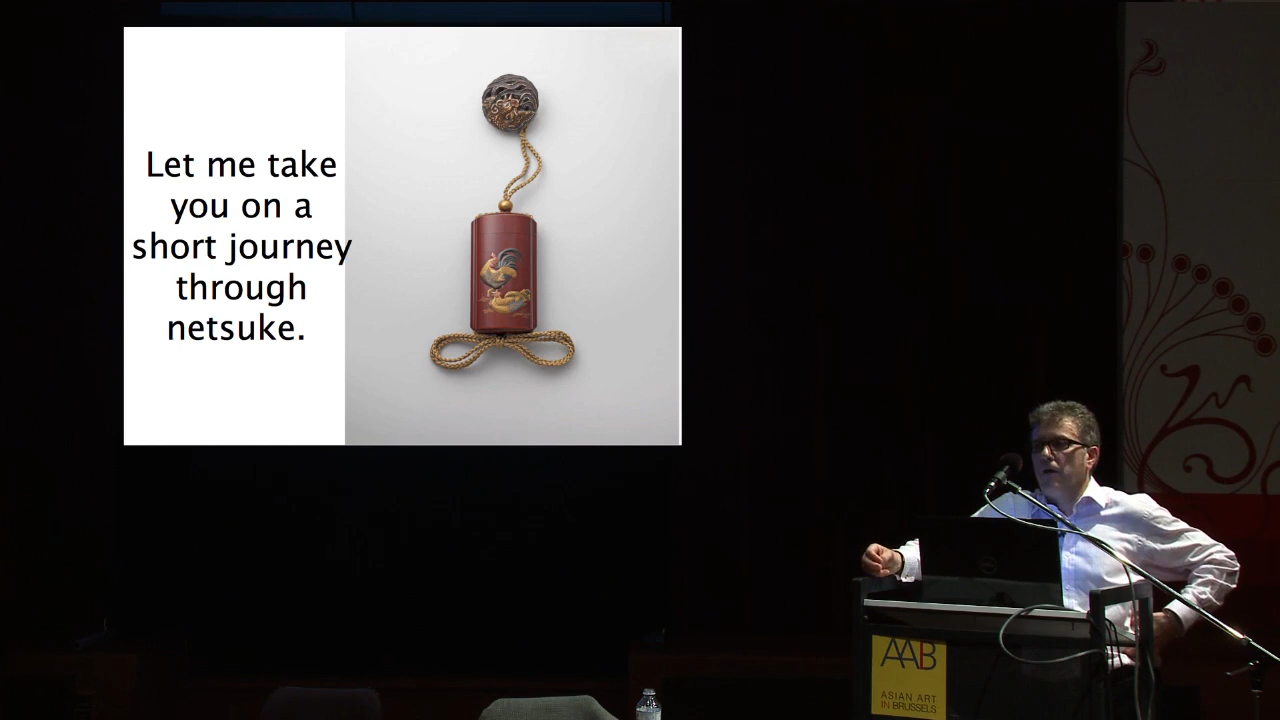 Let me take
you on a
short journey
through
netsuke.
AAB
ASIAN ART
IN BRUSSELS